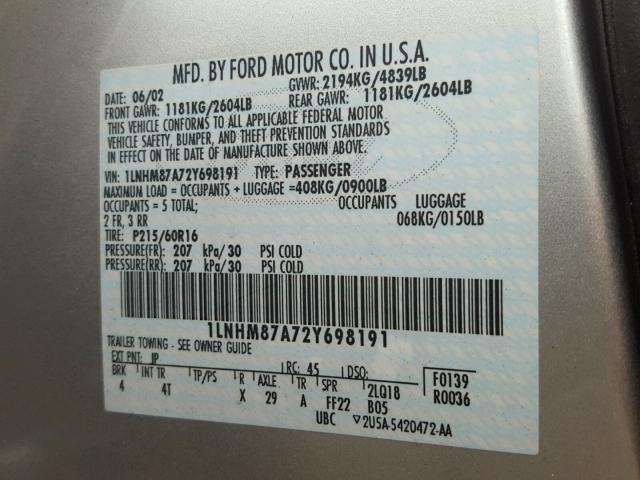 MFD. BY FORD MOTOR CO. IN U.S.A.
DATE: 06/02 GVWR: 2194KG/4839LB
FRONT GAWR: 1181KG/2604LB REAR GAWR: 1181KG/2604LB
THIS VEHICLE CONFORMS TO ALL APPLICABLE FEDERAL MOTOR
VEHICLE SAFETY, BUMPER, AND THEFT PREVENTION STANDARDS
IN EFFECT ON THE DATE OF MANUFACTURE SHOWN ABOVE.
VIN: 1LNHM87A72Y698191 TYPE: PASSENGER
MAXIMUM LOAD = OCCUPANTS + LUGGAGE =408KG/0900LB
OCCUPANTS = 5 TOTAL; OCCUPANTS LUGGAGE
2 FR, 3 RR 068KG/0150LB
TIRE: P215/60R16
PRESSURE(FR): 207 kPa/30 PSI COLD
PRESSURE(RR): 207 kPa/30 PSI COLD
1LNHM87A72Y698191
TRAILER TOWING - SEE OWNER GUIDE
EXT PNT: JP RC: 45 DSO: F0139
BRK INT TR TP/PS R AXLE TR SPR 2LQ18 R0036
4 4T X 29 A FF22 B05
UBC ▽2U5A-5420472-AA